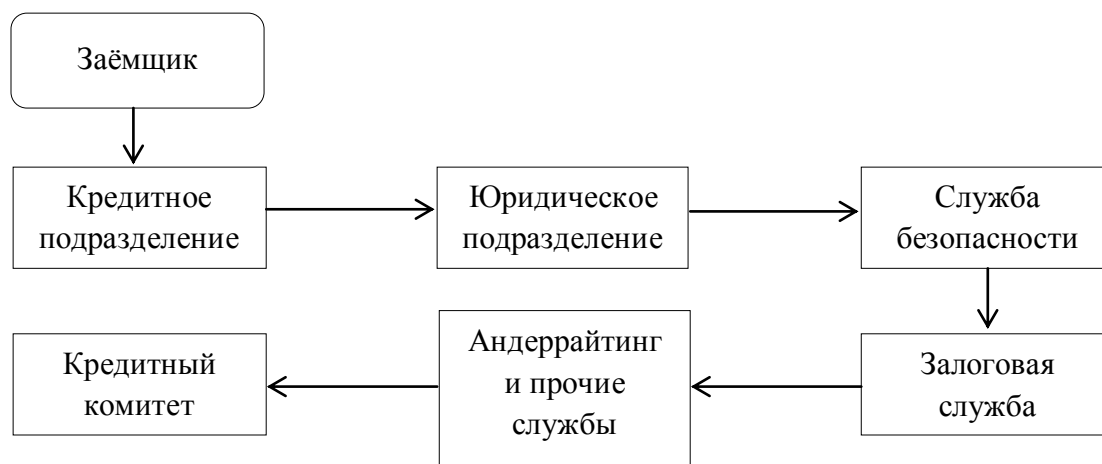 Заёмщик
Кредитное
подразделение
Юридическое
подразделение
Служба
безопасности
Залоговая
служба
Андеррайтинг
и прочие
службы
Кредитный
комитет